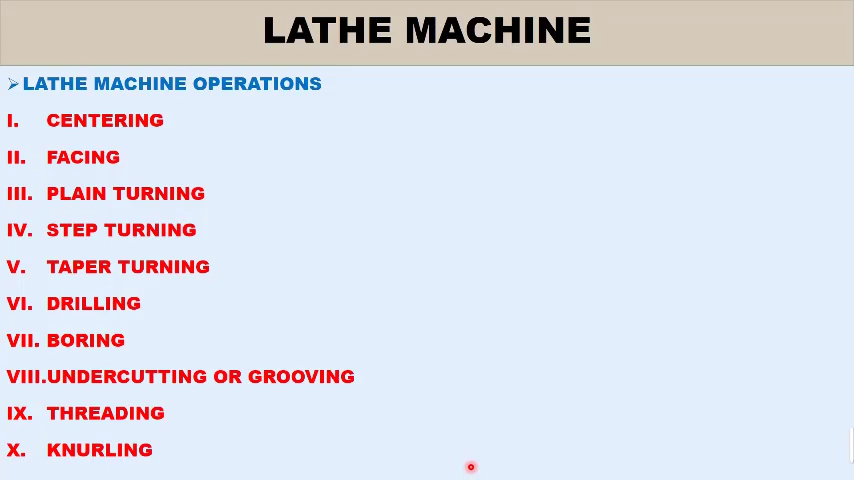 LATHE MACHINE
LATHE MACHINE OPERATIONS
I. CENTERING
II. FACING
III. PLAIN TURNING
IV. STEP TURNING
V. TAPER TURNING
VI. DRILLING
VII. BORING
VIII.UNDERCUTTING OR GROOVING
IX. THREADING
X. KNURLING